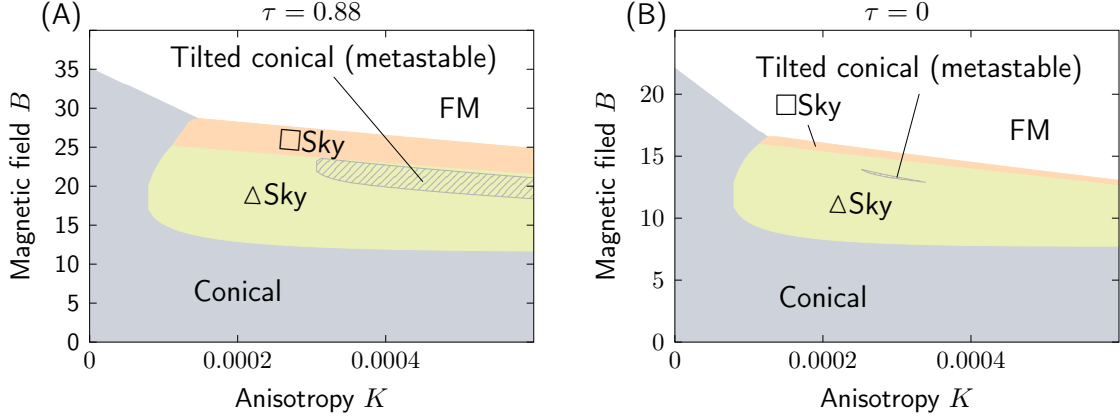 (A)
τ = 0.88
Magnetic field B
35
30
25
20
15
10
5
0
Tilted conical (metastable)
FM
□Sky
△Sky
Conical
0
0.0002
0.0004
Anisotropy K
(B)
τ = 0
Magnetic filed B
20
15
10
5
0
Tilted conical (metastable)
□Sky
FM
△Sky
Conical
0
0.0002
0.0004
Anisotropy K